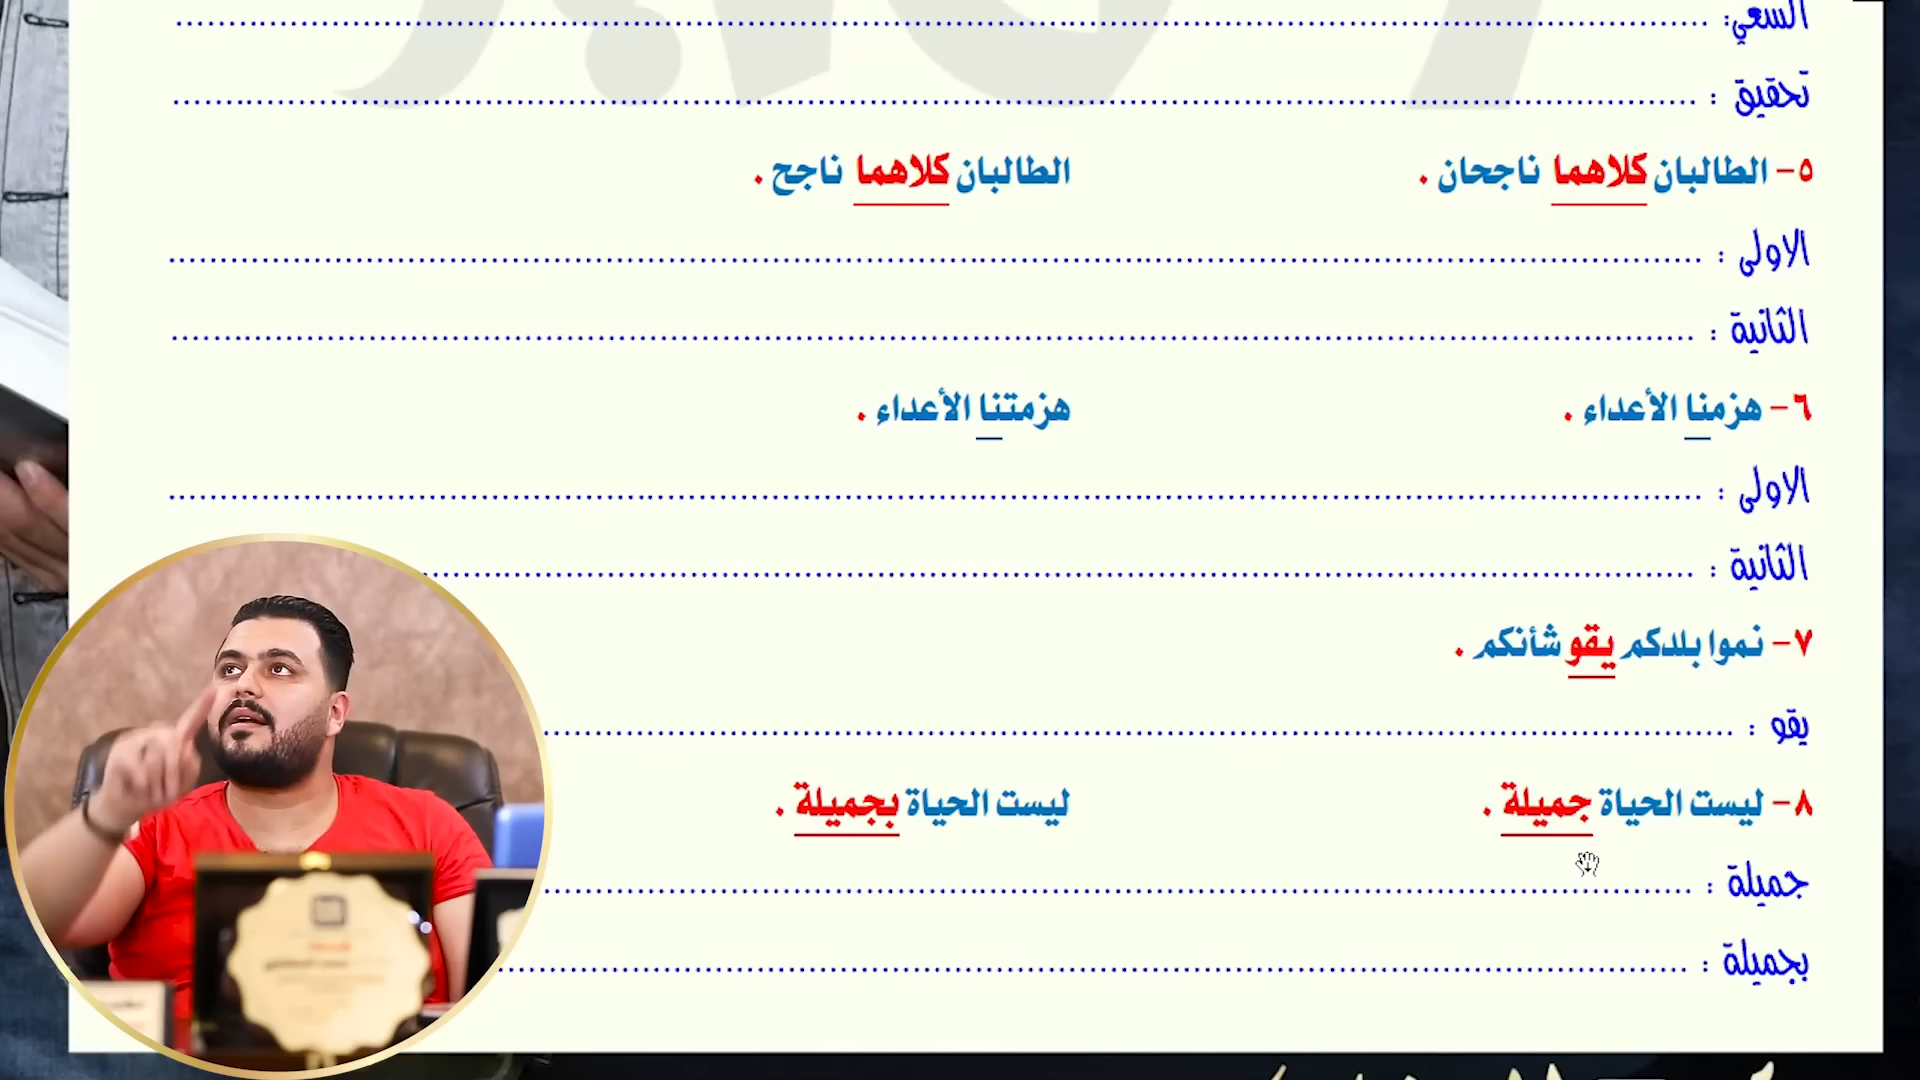 السعي: ........................................
تحقيق : ........................................
٥- الطالبان كلاهما ناجحان . الطالبان كلاهما ناجح .
الاولى : ........................................
الثانية : ........................................
٦- هزمنا الأعداء . هزمتنا الأعداء .
الاولى : ........................................
الثانية : ........................................
٧- نموا بلدكم يقو شأنكم .
يقو : ........................................
٨- ليست الحياة جميلة . ليست الحياة بجميلة .
جميلة : ........................................
بجميلة : ........................................